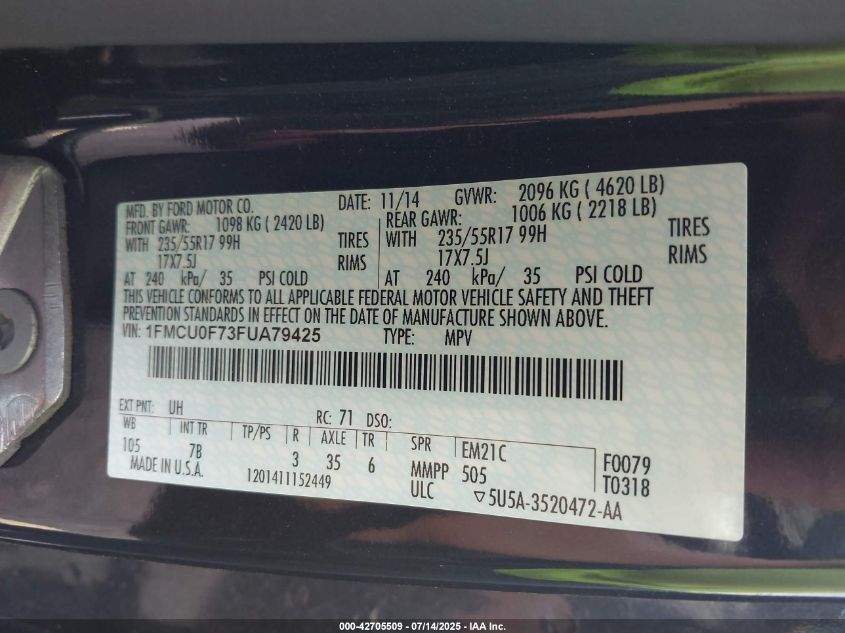 MFD. BY FORD MOTOR CO. DATE: 11/14 GVWR: 2096 KG ( 4620 LB)
FRONT GAWR: 1098 KG ( 2420 LB) REAR GAWR: 1006 KG ( 2218 LB)
WITH 235/55R17 99H TIRES WITH 235/55R17 99H TIRES
17X7.5J RIMS 17X7.5J RIMS
AT 240 kPa/ 35 PSI COLD AT 240 kPa/ 35 PSI COLD
THIS VEHICLE CONFORMS TO ALL APPLICABLE FEDERAL MOTOR VEHICLE SAFETY AND THEFT
PREVENTION STANDARDS IN EFFECT ON THE DATE OF MANUFACTURE SHOWN ABOVE.
VIN: 1FMCU0F73FUA79425 TYPE: MPV
EXT PNT: UH RC: 71 DSO:
WB INT TR TP/PS R AXLE TR SPR EM21C F0079
105 7B 3 35 6 MMPP 505 T0318
MADE IN U.S.A. 1201411152449 ULC ▽5U5A-3520472-AA
000-42705509 - 07/14/2025 - IAA Inc.